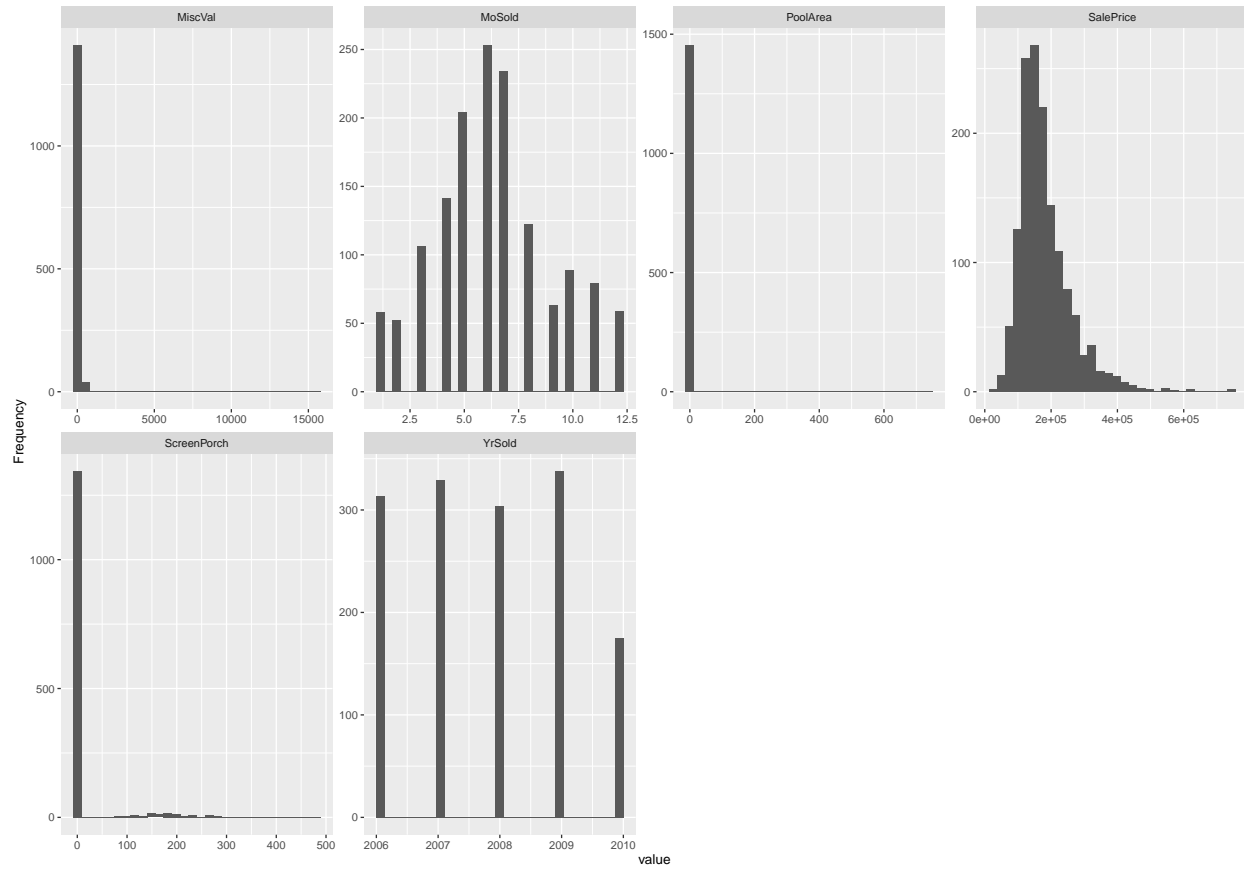 MiscVal MoSold PoolArea SalePrice
1000
500
0
250
200
150
100
50
0
1500
1000
500
0
200
100
0
0 5000 10000 15000
2.5 5.0 7.5 10.0 12.5
0 200 400 600
0e+00 2e+05 4e+05 6e+05
Frequency
ScreenPorch YrSold
1000
500
0
300
200
100
0
0 100 200 300 400 500
2006 2007 2008 2009 2010
value